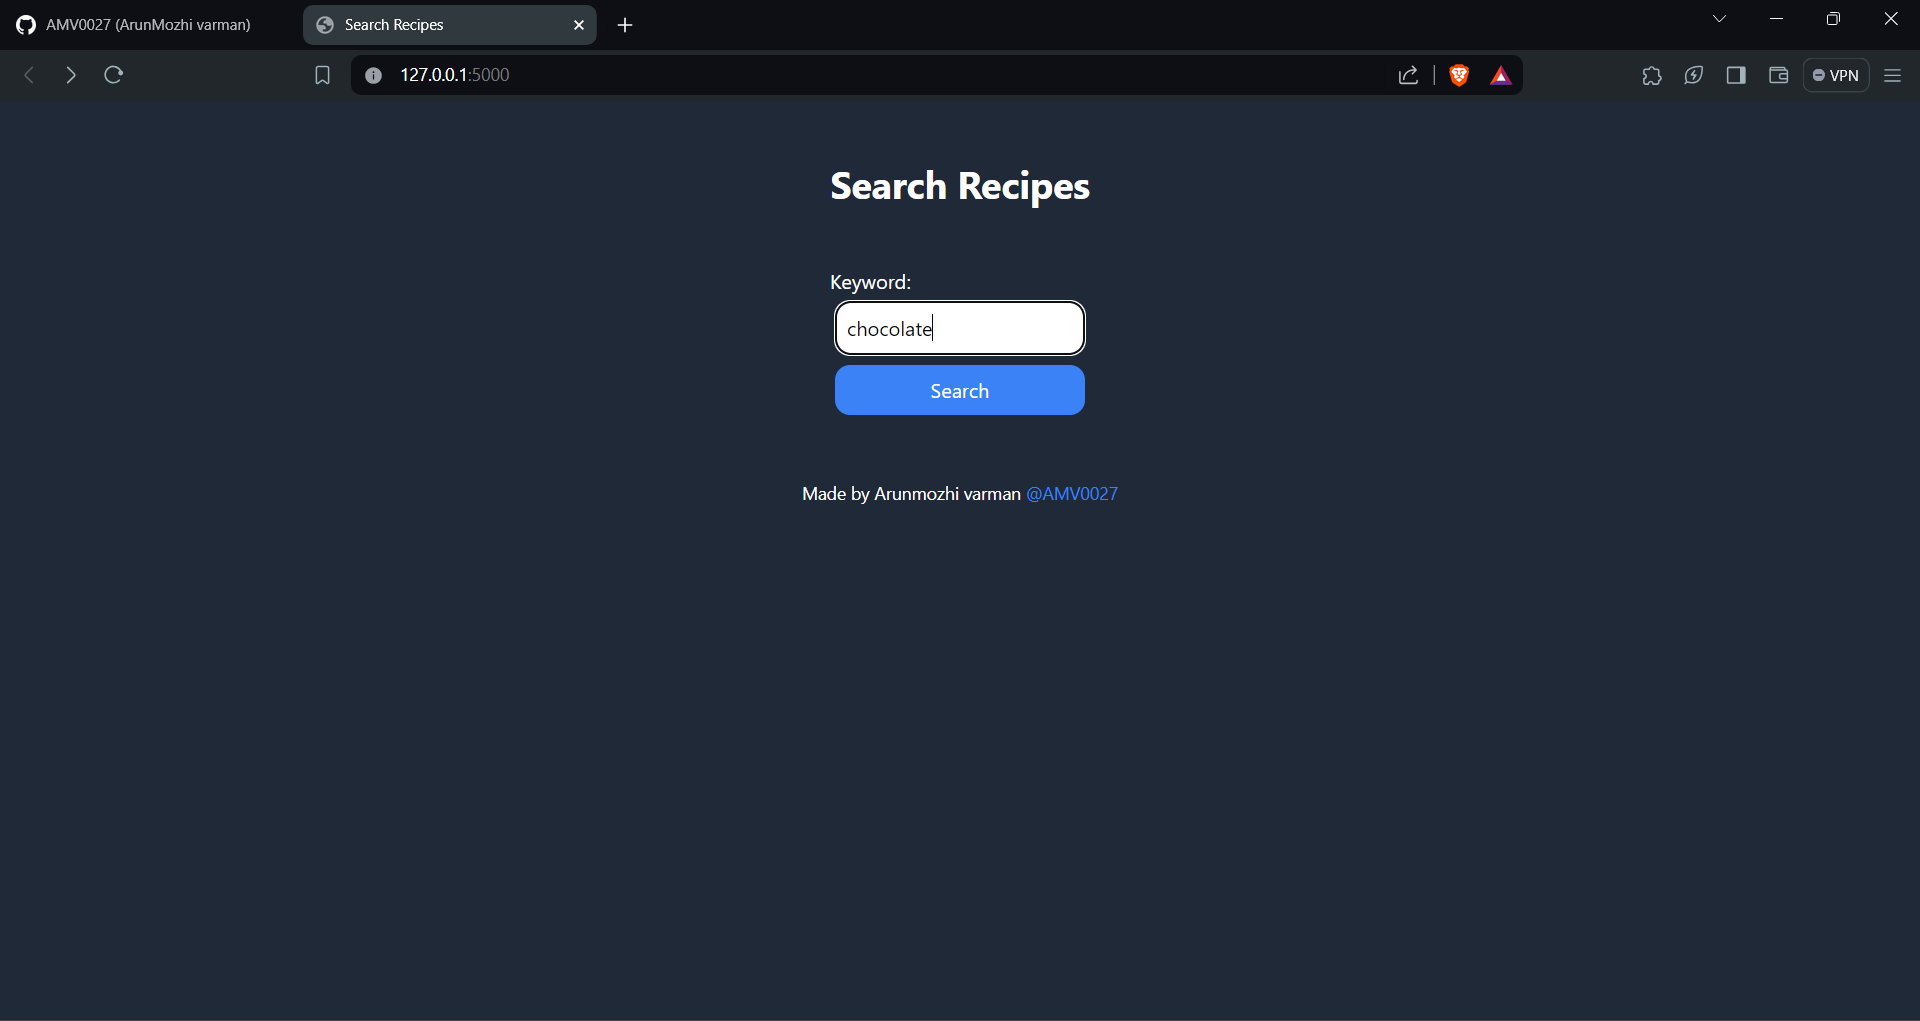 AMV0027 (ArunMozhi varman)
Search Recipes
127.0.0.1:5000
VPN
Search Recipes
Keyword:
chocolate
Search
Made by Arunmozhi varman @AMV0027